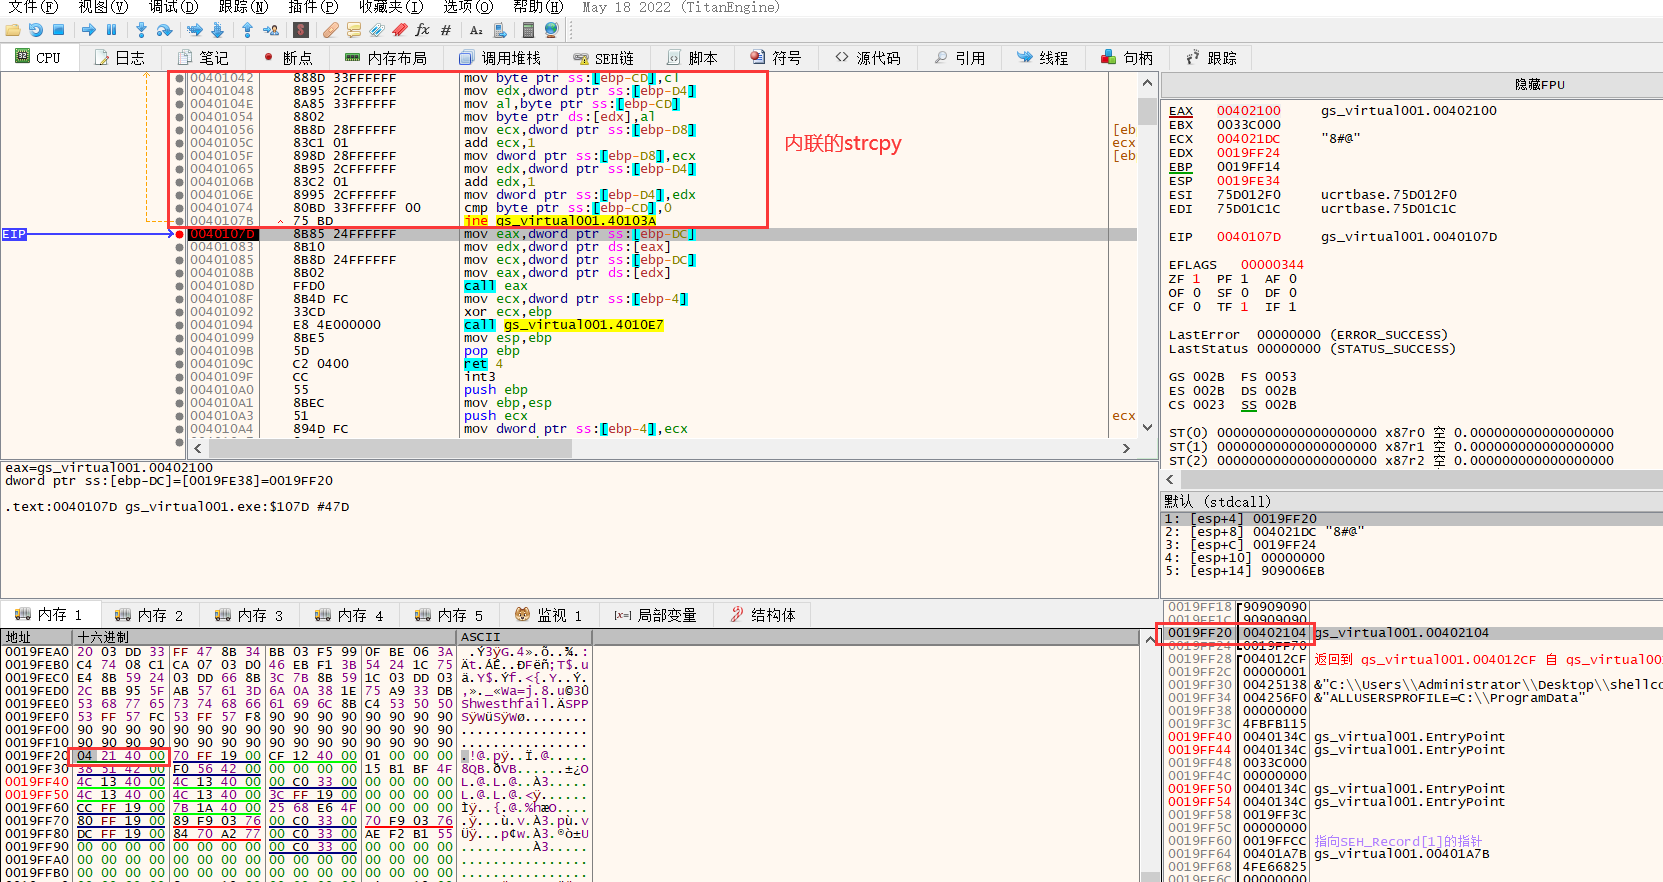 文件(F) 视图(V) 调试(D) 跟踪(N) 插件(P) 收藏夹(I) 选项(O) 帮助(H) May 18 2022 (TitanEngine)
CPU 日志 笔记 断点 内存布局 调用堆栈 SEH链 脚本 符号 源代码 引用 线程 句柄 跟踪
00401042 888D 33FFFFFF mov byte ptr ss:[ebp-CD],cl
00401048 8B95 2CFFFFFF mov edx,dword ptr ss:[ebp-D4]
0040104E 8A85 33FFFFFF mov al,byte ptr ss:[ebp-CD]
00401054 8802 mov byte ptr ds:[edx],al
00401056 8B8D 28FFFFFF mov ecx,dword ptr ss:[ebp-D8] [eb
0040105C 83C1 01 add ecx,1 ecx
0040105F 898D 28FFFFFF mov dword ptr ss:[ebp-D8],ecx [eb
00401065 8B95 2CFFFFFF mov edx,dword ptr ss:[ebp-D4]
0040106B 83C2 01 add edx,1
0040106E 8995 2CFFFFFF mov dword ptr ss:[ebp-D4],edx
00401074 80BD 33FFFFFF 00 cmp byte ptr ss:[ebp-CD],0
0040107B 75 BD jne gs_virtual001.40103A
内联的strcpy
EIP 0040107D 8B85 24FFFFFF mov eax,dword ptr ss:[ebp-DC]
00401083 8B10 mov edx,dword ptr ds:[eax]
00401085 8B8D 24FFFFFF mov ecx,dword ptr ss:[ebp-DC]
0040108B 8B02 mov eax,dword ptr ds:[edx]
0040108D FFD0 call eax
0040108F 8B4D FC mov ecx,dword ptr ss:[ebp-4]
00401092 33CD xor ecx,ebp
00401094 E8 4E000000 call gs_virtual001.4010E7
00401099 8BE5 mov esp,ebp
0040109B 5D pop ebp
0040109C C2 0400 ret 4
0040109F CC int3
004010A0 55 push ebp
004010A1 8BEC mov ebp,esp
004010A3 51 push ecx ecx
004010A4 894D FC mov dword ptr ss:[ebp-4],ecx
隐藏FPU
EAX 00402100 gs_virtual001.00402100
EBX 0033C000
ECX 004021DC "8#@"
EDX 0019FF24
EBP 0019FF14
ESP 0019FE34
ESI 75D012F0 ucrtbase.75D012F0
EDI 75D01C1C ucrtbase.75D01C1C
EIP 0040107D gs_virtual001.0040107D
EFLAGS 00000344
ZF 1 PF 1 AF 0
OF 0 SF 0 DF 0
CF 0 TF 1 IF 1
LastError 00000000 (ERROR_SUCCESS)
LastStatus 00000000 (STATUS_SUCCESS)
GS 002B FS 0053
ES 002B DS 002B
CS 0023 SS 002B
ST(0) 00000000000000000000 x87r0 空 0.000000000000000000
ST(1) 00000000000000000000 x87r1 空 0.000000000000000000
ST(2) 00000000000000000000 x87r2 空 0.000000000000000000
eax=gs_virtual001.00402100
dword ptr ss:[ebp-DC]=[0019FE38]=0019FF20
.text:0040107D gs_virtual001.exe:$107D #47D
默认 (stdcall)
1: [esp+4] 0019FF20
2: [esp+8] 004021DC "8#@"
3: [esp+C] 0019FF24
4: [esp+10] 00000000
5: [esp+14] 909006EB
内存 1 内存 2 内存 3 内存 4 内存 5 监视 1 局部变量 结构体
地址 十六进制 ASCII
0019FEA0 20 03 DD 33 FF 47 8B 34 BB 03 F5 99 0F BE 06 3A
0019FEB0 C4 74 08 C1 CA 07 03 D0 46 EB F1 3B 54 24 1C 75
0019FEC0 E4 8B 59 24 03 DD 66 8B 3C 7B 8B 59 1C 03 DD 03
0019FED0 2C BB 95 5F AB 57 61 3D 6A 0A 38 1E 75 A9 33 DB
0019FEE0 53 68 77 65 73 74 68 66 61 69 6C 8B C4 53 50 50
0019FEF0 53 FF 57 FC 53 FF 57 F8 90 90 90 90 90 90 90 90
0019FF00 90 90 90 90 90 90 90 90 90 90 90 90 90 90 90 90
0019FF10 90 90 90 90 90 90 90 90 90 90 90 90 90 90 90 90
0019FF20 04 21 40 00 70 FF 19 00 CF 12 40 00 01 00 00 00
0019FF30 38 51 42 00 F0 56 42 00 00 00 00 00 15 B1 BF 4F
0019FF40 4C 13 40 00 4C 13 40 00 00 C0 33 00 00 00 00 00
0019FF50 4C 13 40 00 4C 13 40 00 3C FF 19 00 00 00 00 00
0019FF60 CC FF 19 00 7B 1A 40 00 25 68 E6 4F 00 00 00 00
0019FF70 80 FF 19 00 89 F9 03 76 00 C0 33 00 70 F9 03 76
0019FF80 DC FF 19 00 84 70 A2 77 00 C0 33 00 AE F2 B1 55
0019FF90 00 00 00 00 00 00 00 00 00 C0 33 00 00 00 00 00
0019FFA0 00 00 00 00 00 00 00 00 00 00 00 00 00 00 00 00
0019FFB0 00 00 00 00 00 00 00 00 00 00 00 00 00 00 00 00
0019FF18 90909090
0019FF1C 90909090
0019FF20 00402104 gs_virtual001.00402104
0019FF24 0019FF70
0019FF28 004012CF 返回到 gs_virtual001.004012CF 自 gs_virtual00
0019FF2C 00000001
0019FF30 00425138 &"C:\\Users\\Administrator\\Desktop\\shellco
0019FF34 004256F0 &"ALLUSERSPROFILE=C:\\ProgramData"
0019FF38 00000000
0019FF3C 4FBFB115
0019FF40 0040134C gs_virtual001.EntryPoint
0019FF44 0040134C gs_virtual001.EntryPoint
0019FF48 0033C000
0019FF4C 00000000
0019FF50 0040134C gs_virtual001.EntryPoint
0019FF54 0040134C gs_virtual001.EntryPoint
0019FF58 0019FF3C
0019FF5C 00000000
0019FF60 0019FFCC 指向SEH_Record[1]的指针
0019FF64 00401A7B gs_virtual001.00401A7B
0019FF68 4FE66825
0019FF6C 00000000